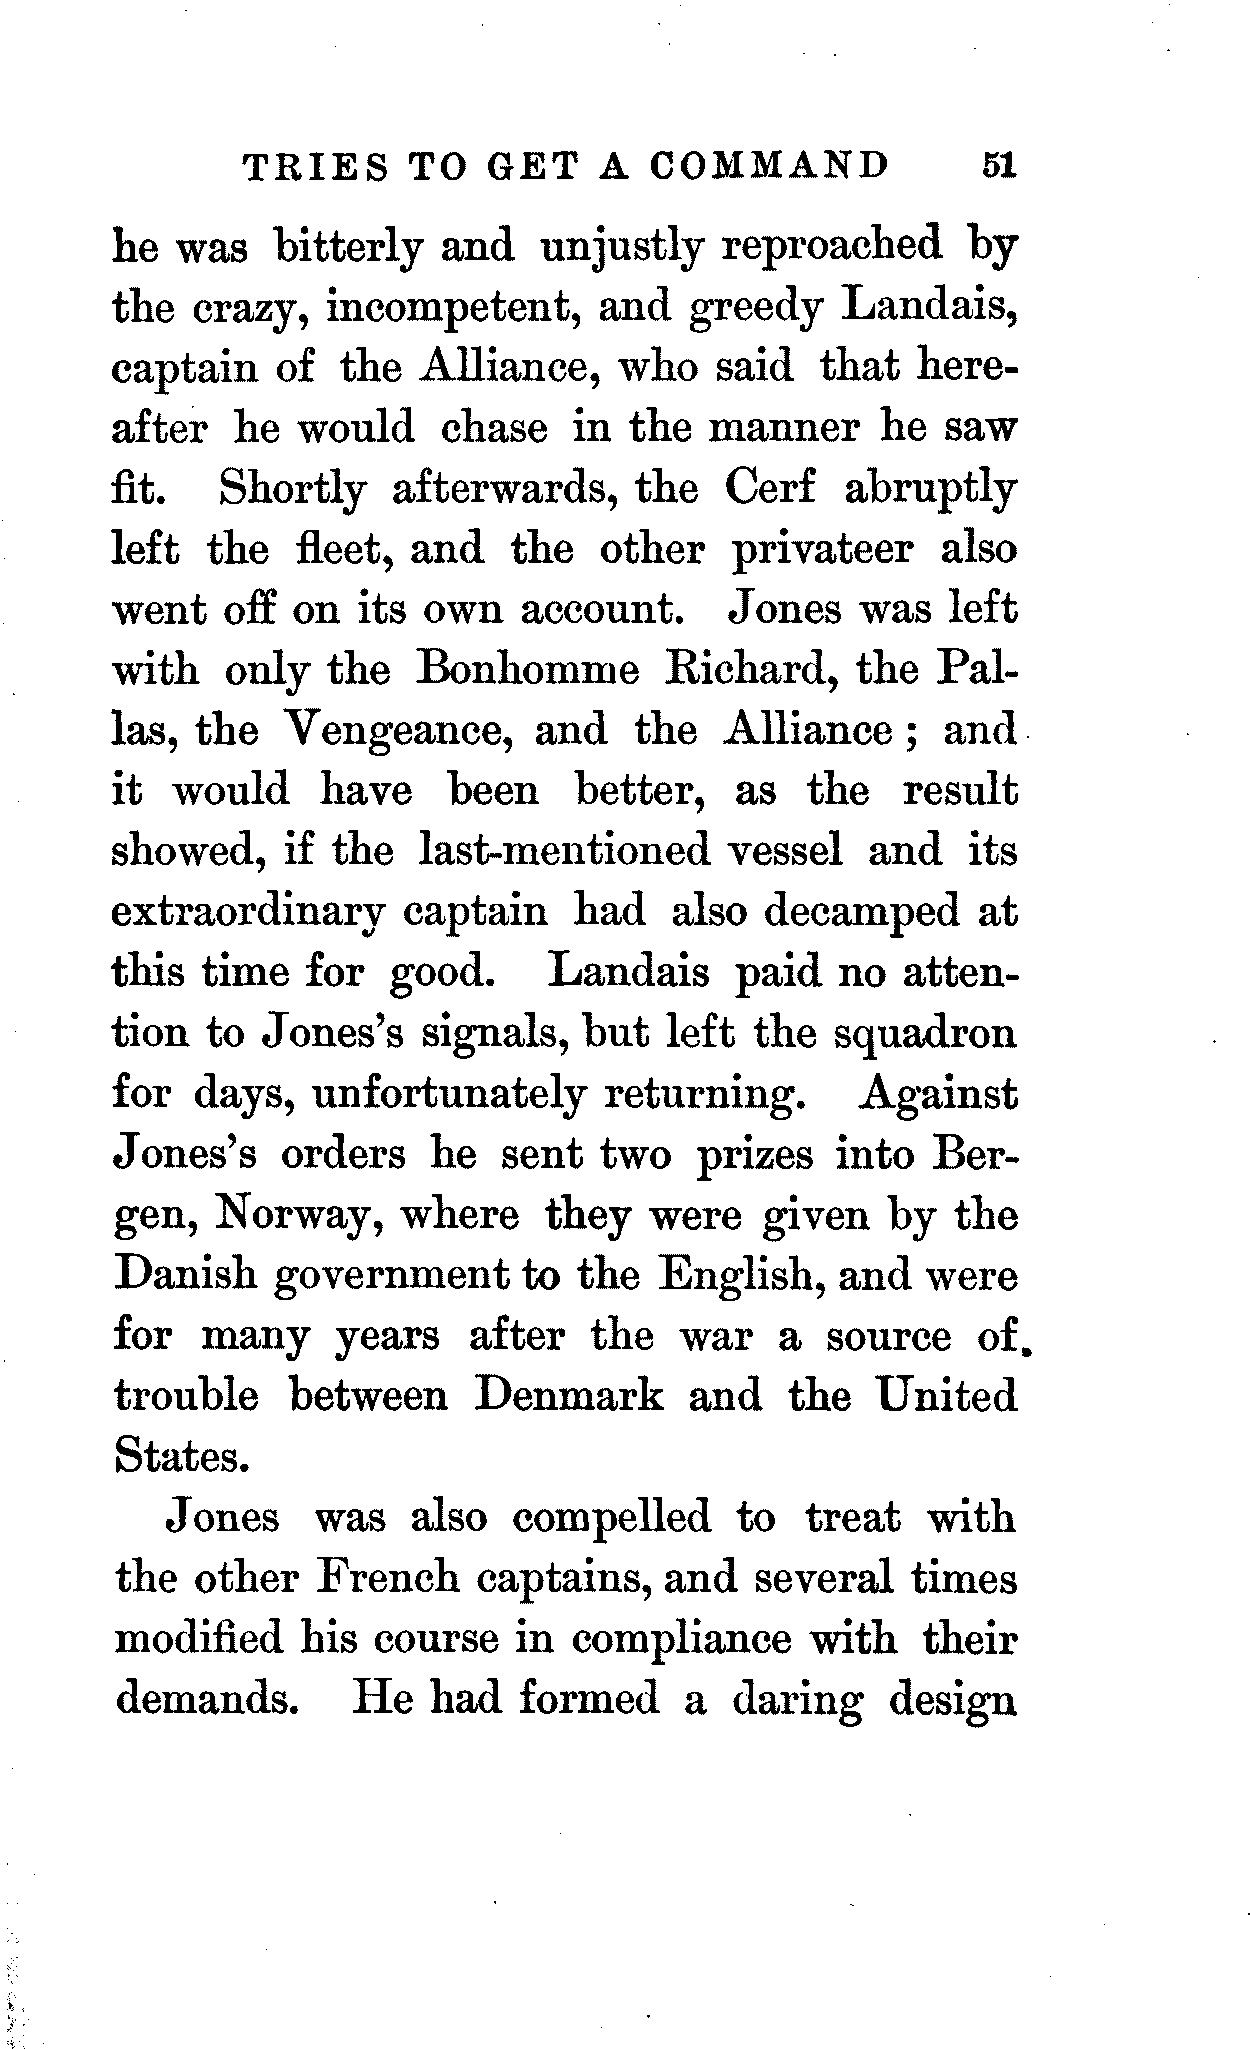 TRIES TO GET A COMMAND 51
he was bitterly and unjustly reproached by
the crazy, incompetent, and greedy Landais,
captain of the Alliance, who said that here-
after he would chase in the manner he saw
fit. Shortly afterwards, the Cerf abruptly
left the fleet, and the other privateer also
went off on its own account. Jones was left
with only the Bonhomme Richard, the Pal-
las, the Vengeance, and the Alliance ; and
it would have been better, as the result
showed, if the last-mentioned vessel and its
extraordinary captain had also decamped at
this time for good. Landais paid no atten-
tion to Jones's signals, but left the squadron
for days, unfortunately returning. Against
Jones's orders he sent two prizes into Ber-
gen, Norway, where they were given by the
Danish government to the English, and were
for many years after the war a source of.
trouble between Denmark and the United
States.
Jones was also compelled to treat with
the other French captains, and several times
modified his course in compliance with their
demands. He had formed a daring design